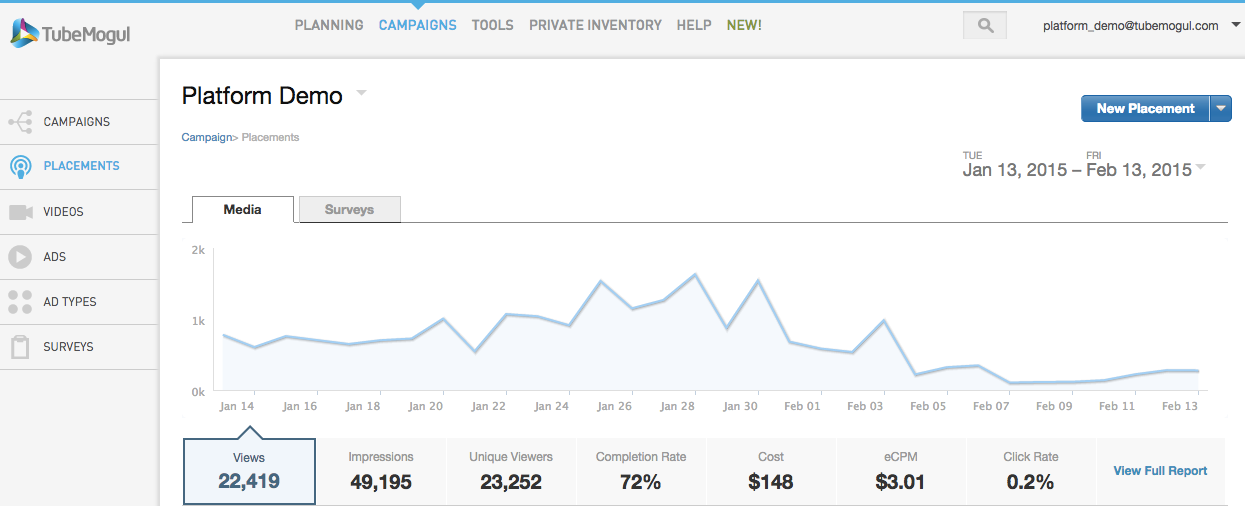 TubeMogul
PLANNING CAMPAIGNS TOOLS PRIVATE INVENTORY HELP NEW!
platform_demo@tubemogul.com
CAMPAIGNS
PLACEMENTS
VIDEOS
ADS
AD TYPES
SURVEYS
Platform Demo
New Placement
Campaign> Placements
TUE FRI
Jan 13, 2015 – Feb 13, 2015
Media Surveys
2k
1k
0k
Jan 14 Jan 16 Jan 18 Jan 20 Jan 22 Jan 24 Jan 26 Jan 28 Jan 30 Feb 01 Feb 03 Feb 05 Feb 07 Feb 09 Feb 11 Feb 13
Views Impressions Unique Viewers Completion Rate Cost eCPM Click Rate
22,419 49,195 23,252 72% $148 $3.01 0.2%
View Full Report